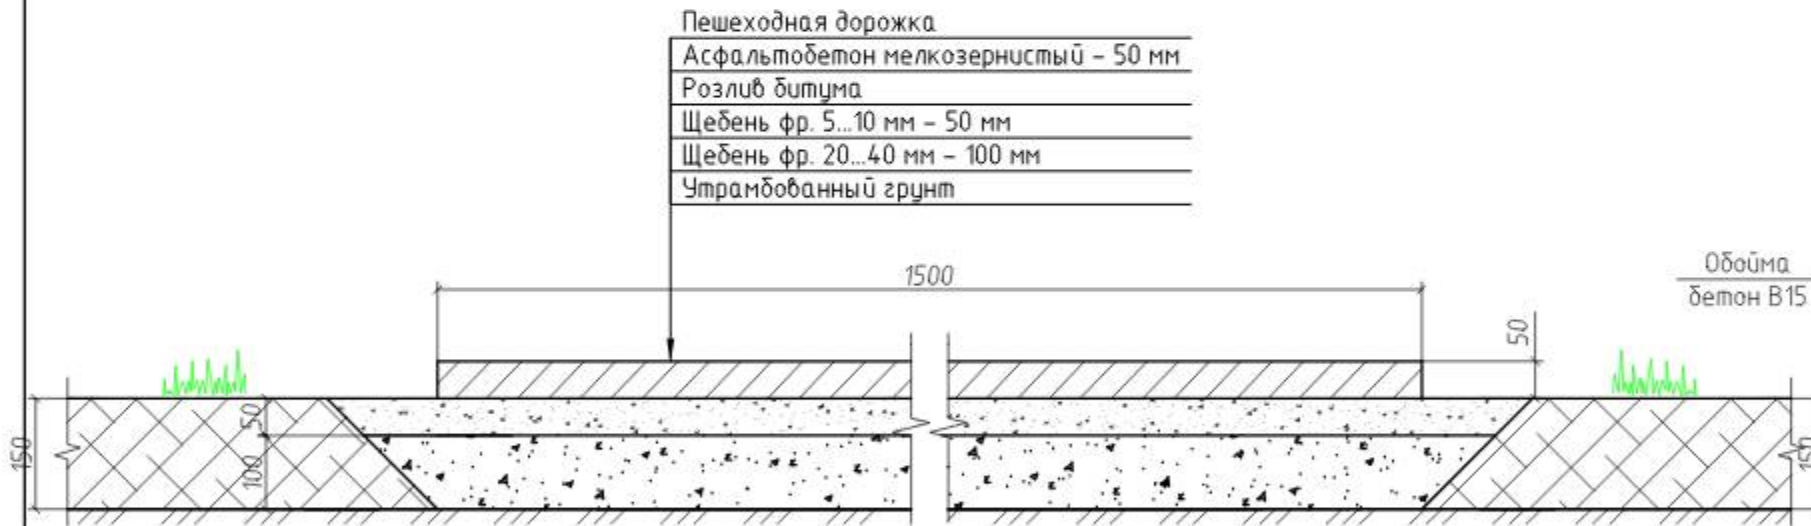 Пешеходная дорожка
Асфальтобетон мелкозернистый – 50 мм
Розлив битума
Щебень фр. 5...10 мм – 50 мм
Щебень фр. 20...40 мм – 100 мм
Утрамбованный грунт
1500
Обойма
бетон В15
50
150
50
100
150